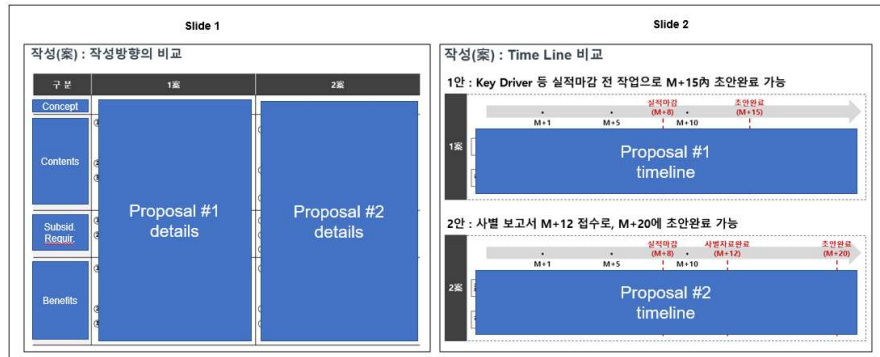 Slide 1
작성(案) : 작성방향의 비교
구 분 1案 2案
Concept
Contents
Subsid.
Requir.
Benefits
Proposal #1
details
Proposal #2
details
Slide 2
작성(案) : Time Line 비교
1안 : Key Driver 등 실적마감 전 작업으로 M+15內 초안완료 가능
실적마감
(M+8)
초안완료
(M+15)
M+1 M+5 M+10
1案
Proposal #1
timeline
2안 : 사별 보고서 M+12 접수로, M+20에 초안완료 가능
실적마감
(M+8)
사별자료완료
(M+12)
초안완료
(M+20)
M+1 M+5 M+10
2案
Proposal #2
timeline